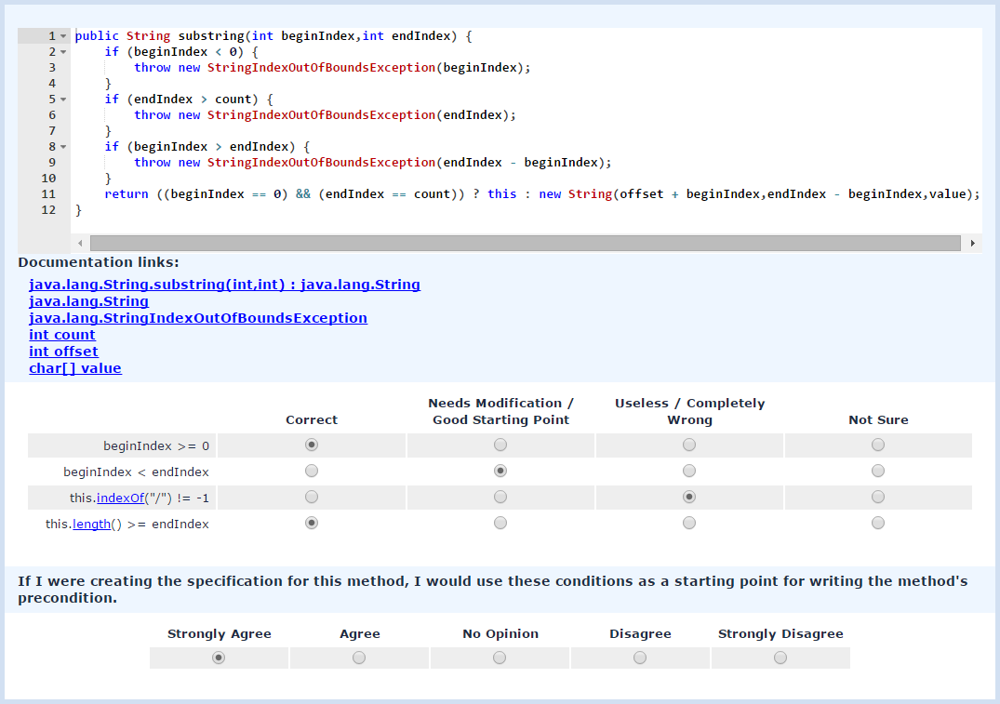 1 public String substring(int beginIndex,int endIndex) {
2 if (beginIndex < 0) {
3 throw new StringIndexOutOfBoundsException(beginIndex);
4 }
5 if (endIndex > count) {
6 throw new StringIndexOutOfBoundsException(endIndex);
7 }
8 if (beginIndex > endIndex) {
9 throw new StringIndexOutOfBoundsException(endIndex - beginIndex);
10 }
11 return ((beginIndex == 0) && (endIndex == count)) ? this : new String(offset + beginIndex,endIndex - beginIndex,value);
12 }
Documentation links:
java.lang.String.substring(int,int) : java.lang.String
java.lang.String
java.lang.StringIndexOutOfBoundsException
int count
int offset
char[] value
Correct
Needs Modification /
Good Starting Point
Useless / Completely
Wrong
Not Sure
beginIndex >= 0
beginIndex < endIndex
this.indexOf("/") != -1
this.length() >= endIndex
If I were creating the specification for this method, I would use these conditions as a starting point for writing the method's
precondition.
Strongly Agree Agree No Opinion Disagree Strongly Disagree